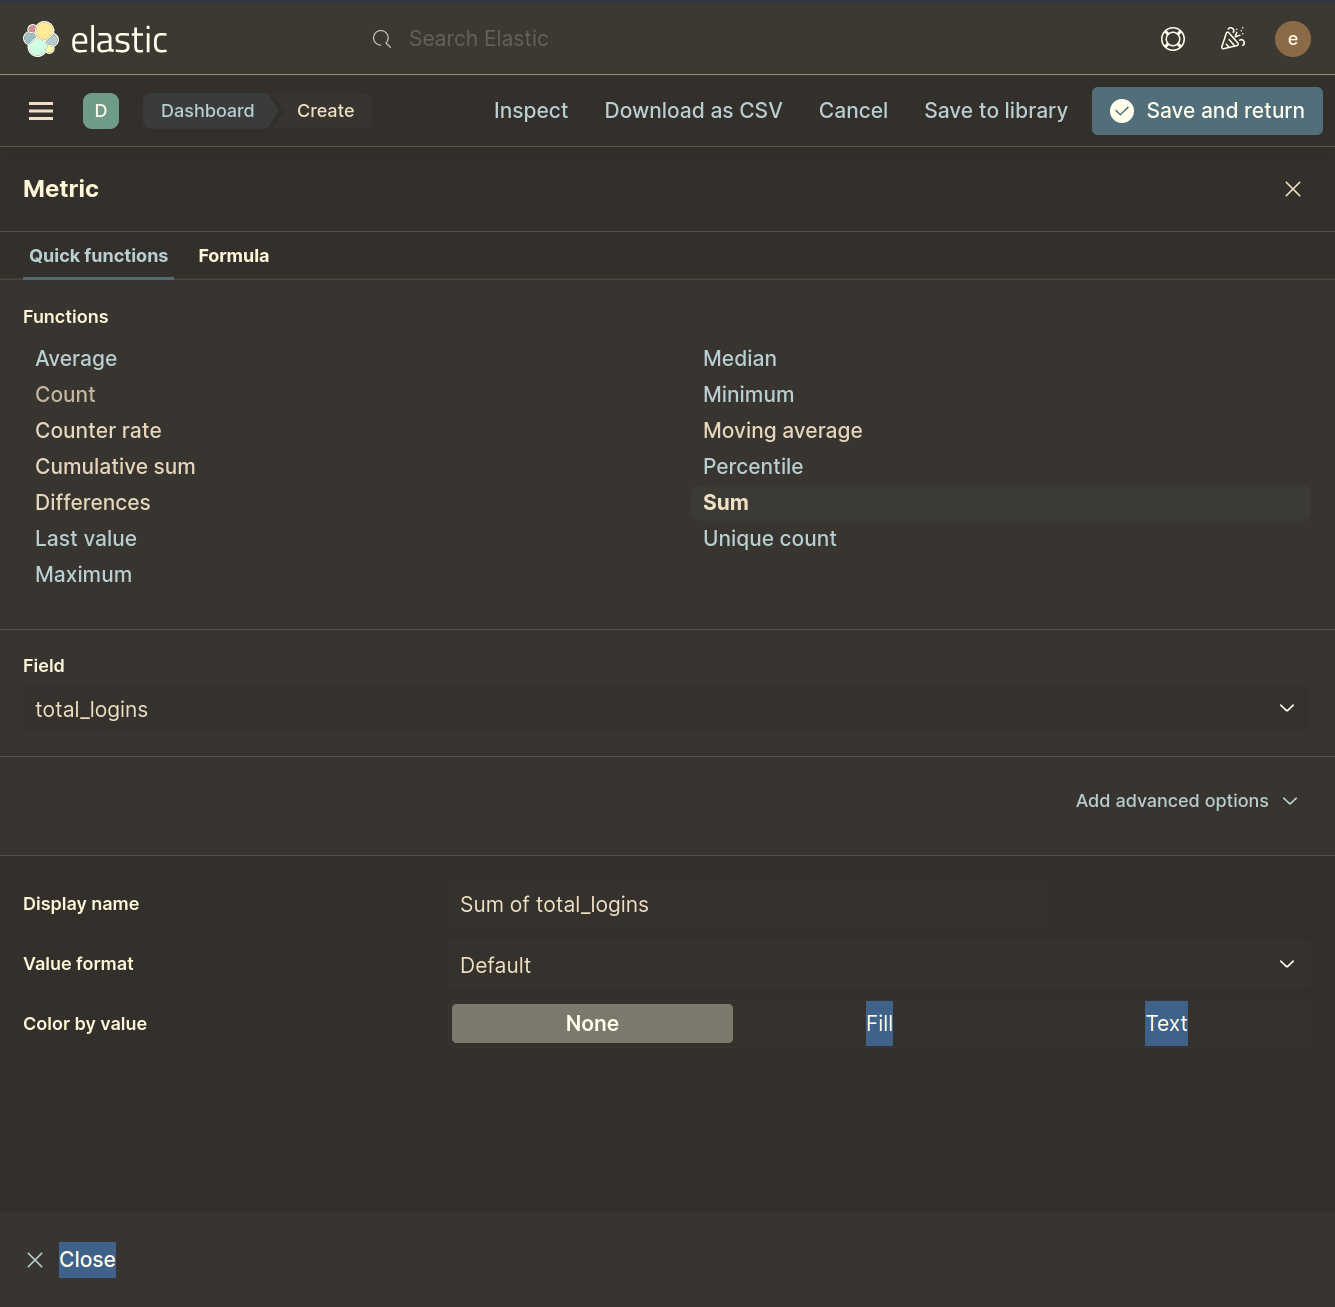 elastic
Search Elastic
e
D
Dashboard
Create
Inspect
Download as CSV
Cancel
Save to library
Save and return
Metric
Quick functions
Formula
Functions
Average
Count
Counter rate
Cumulative sum
Differences
Last value
Maximum
Median
Minimum
Moving average
Percentile
Sum
Unique count
Field
total_logins
Add advanced options
Display name
Sum of total_logins
Value format
Default
Color by value
None
Fill
Text
Close